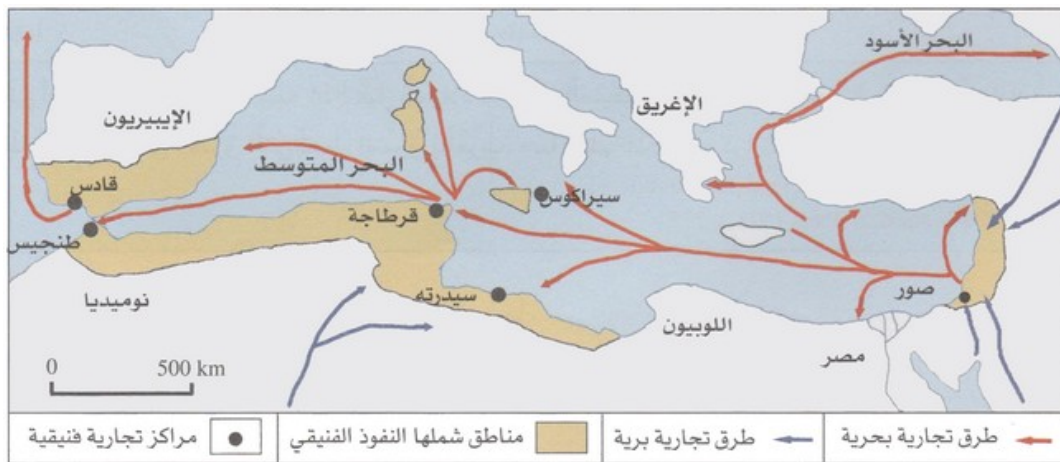 البحر الأسود
الإغريق
الإيبيريون
البحر المتوسط
قادس
سيراكوس
قرطاجة
طنجيس
صور
سيدرته
نوميديا
اللوبيون
مصر
0 500 km
طرق تجارية بحرية
طرق تجارية برية
مناطق شملها النفوذ الفنيقي
مراكز تجارية فنيقية